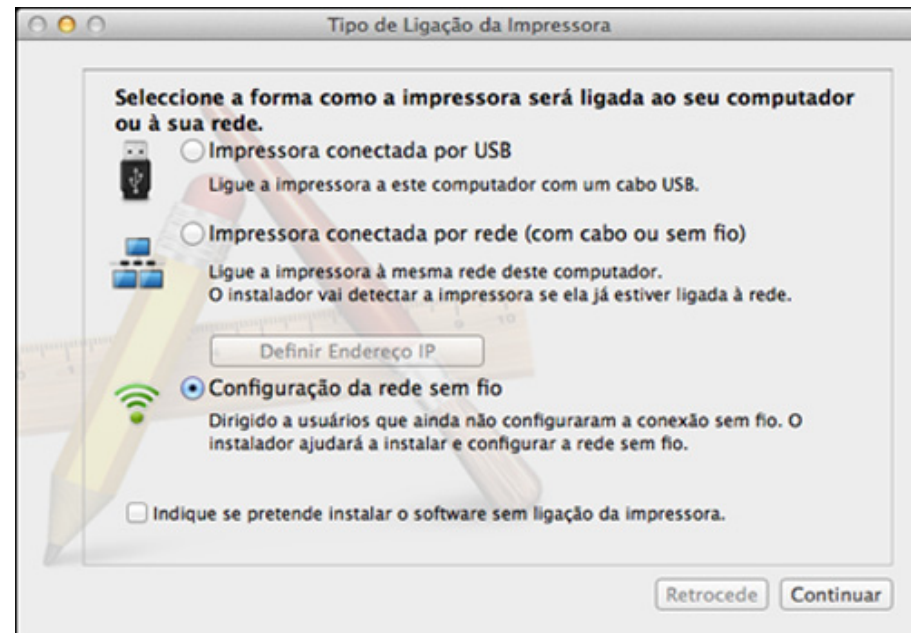 Tipo de Ligação da Impressora
Seleccione a forma como a impressora será ligada ao seu computador
ou à sua rede.
Impressora conectada por USB
Ligue a impressora a este computador com um cabo USB.
Impressora conectada por rede (com cabo ou sem fio)
Ligue a impressora à mesma rede deste computador.
O instalador vai detectar a impressora se ela já estiver ligada à rede.
Definir Endereço IP
Configuração da rede sem fio
Dirigido a usuários que ainda não configuraram a conexão sem fio. O
instalador ajudará a instalar e configurar a rede sem fio.
Indique se pretende instalar o software sem ligação da impressora.
Retrocede
Continuar